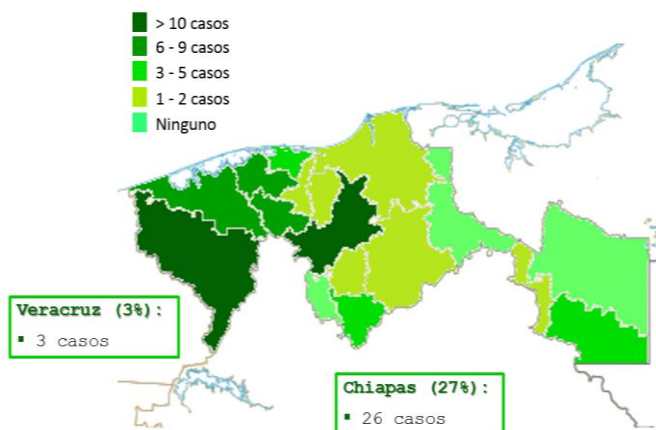 > 10 casos
6 - 9 casos
3 - 5 casos
1 - 2 casos
Ninguno
Veracruz (3%):
▪ 3 casos
Chiapas (27%):
▪ 26 casos